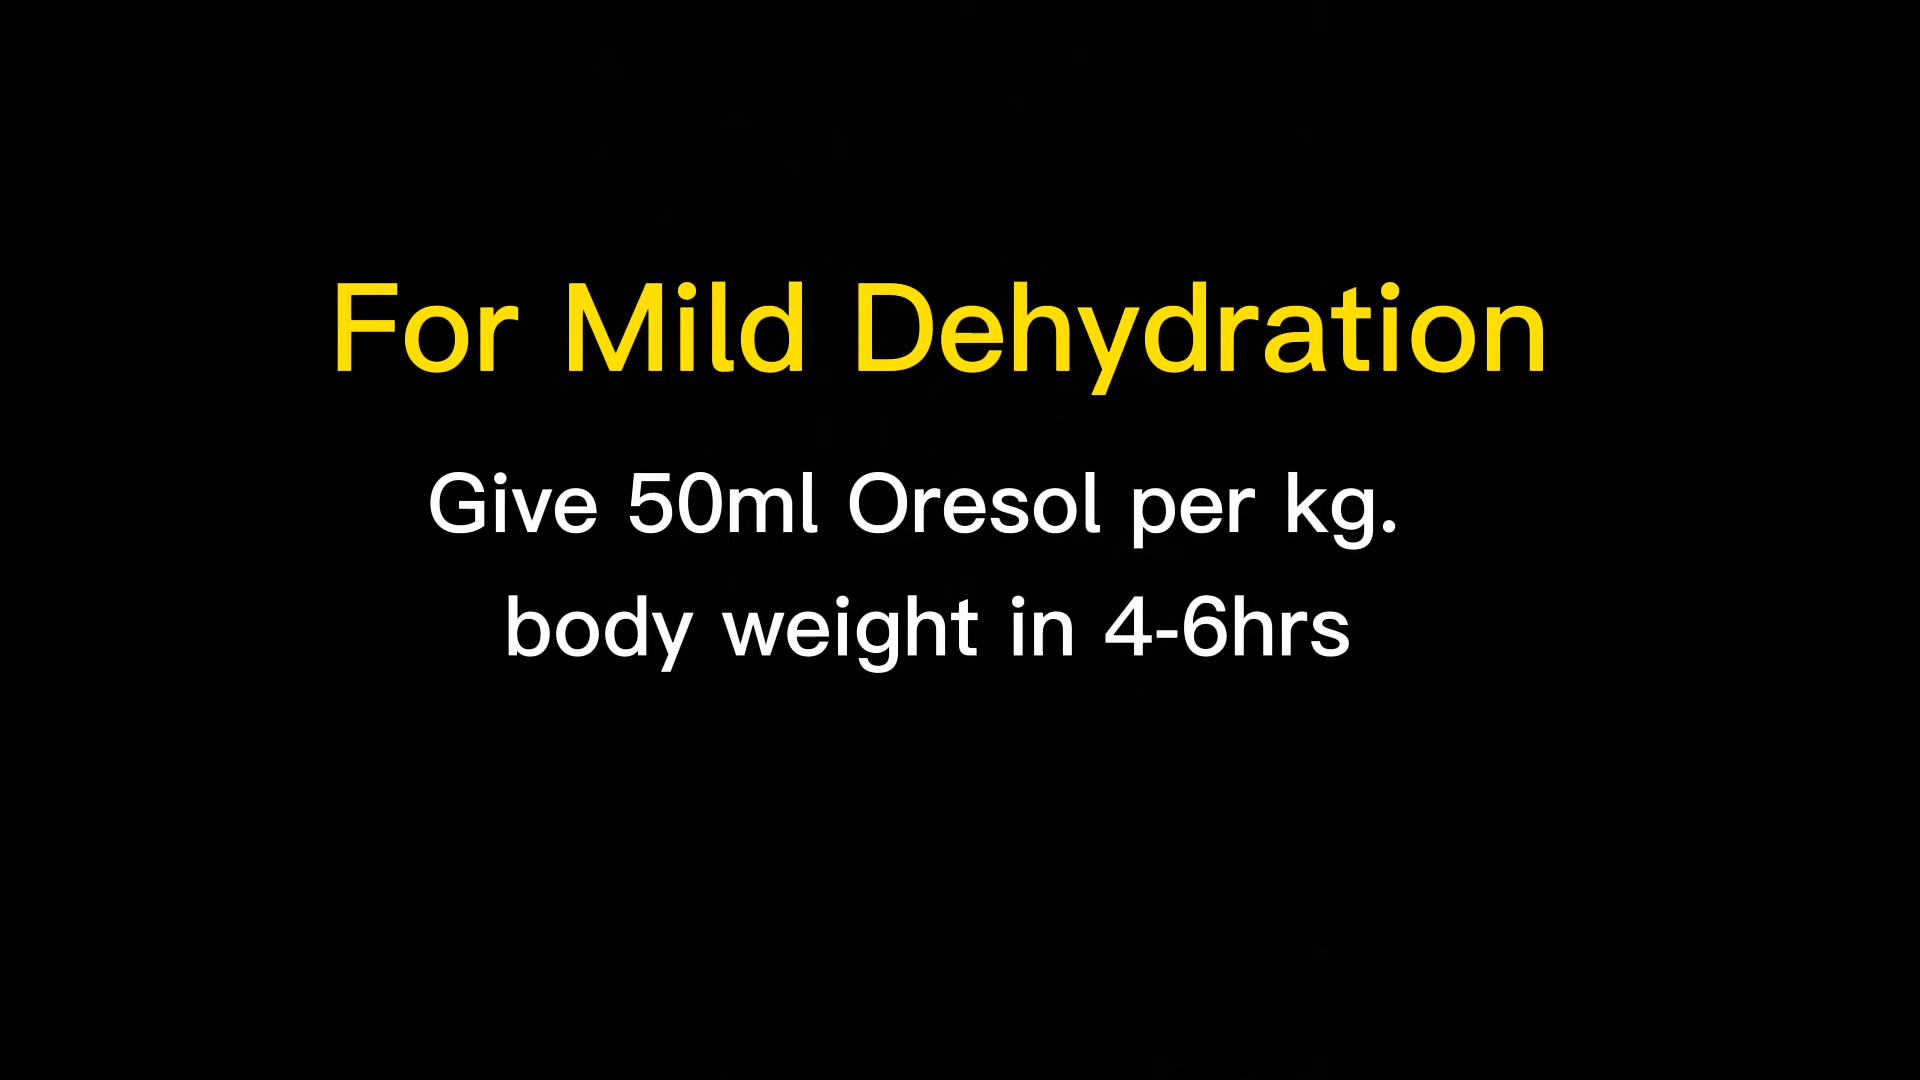 For Mild Dehydration
Give 50ml Oresol per kg.
body weight in 4-6hrs